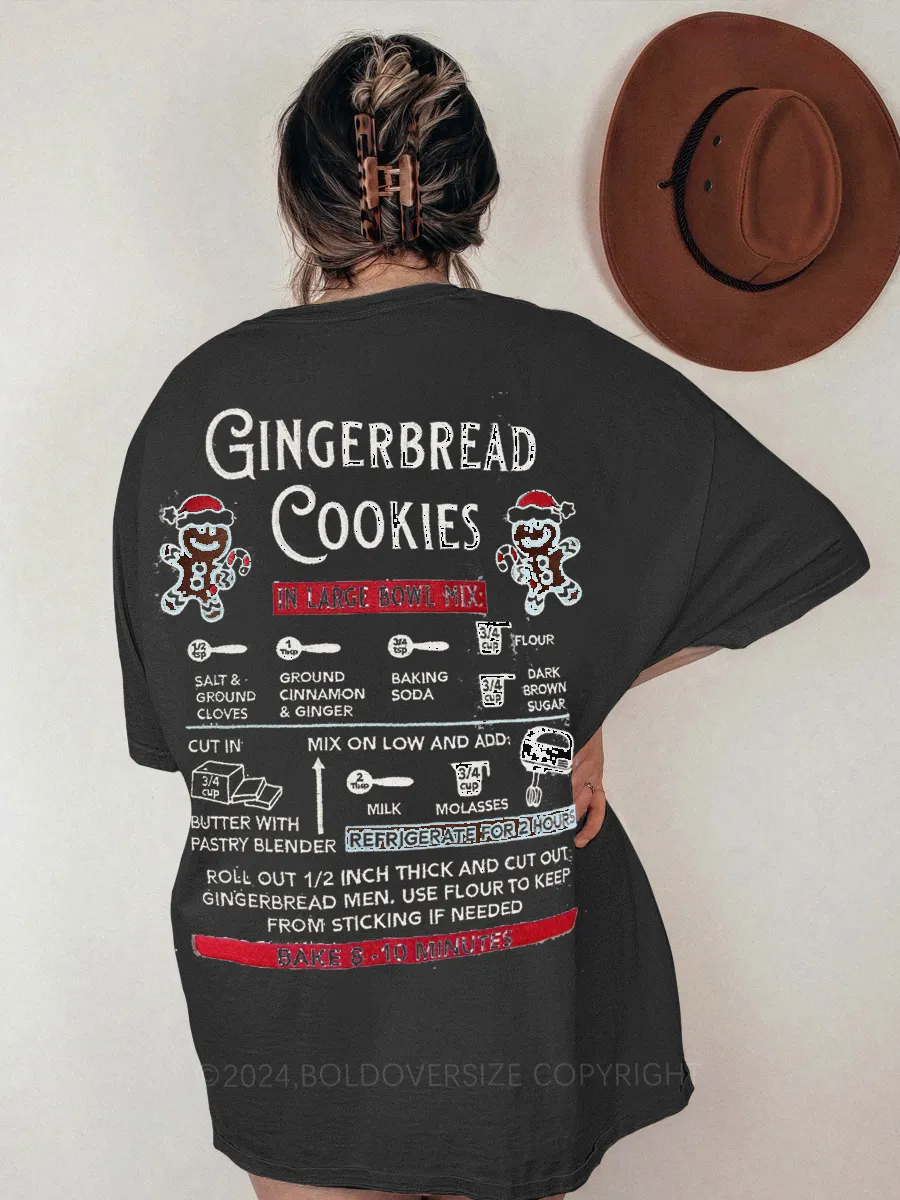 GINGERBREAD
COOKIES
IN LARGE BOWL MIX:
1/2 tsp
SALT &
GROUND
CLOVES
1 Tbsp
GROUND
CINNAMON
& GINGER
3/4 tsp
BAKING
SODA
3/4 cup
FLOUR
3/4 cup
DARK
BROWN
SUGAR
CUT IN
3/4 cup
BUTTER WITH
PASTRY BLENDER
MIX ON LOW AND ADD:
2 Tbsp
MILK
3/4 cup
MOLASSES
REFRIGERATE FOR 2 HOURS
ROLL OUT 1/2 INCH THICK AND CUT OUT
GINGERBREAD MEN. USE FLOUR TO KEEP
FROM STICKING IF NEEDED
BAKE 8-10 MINUTES
©2024,BOLDOVERSIZE COPYRIGHT